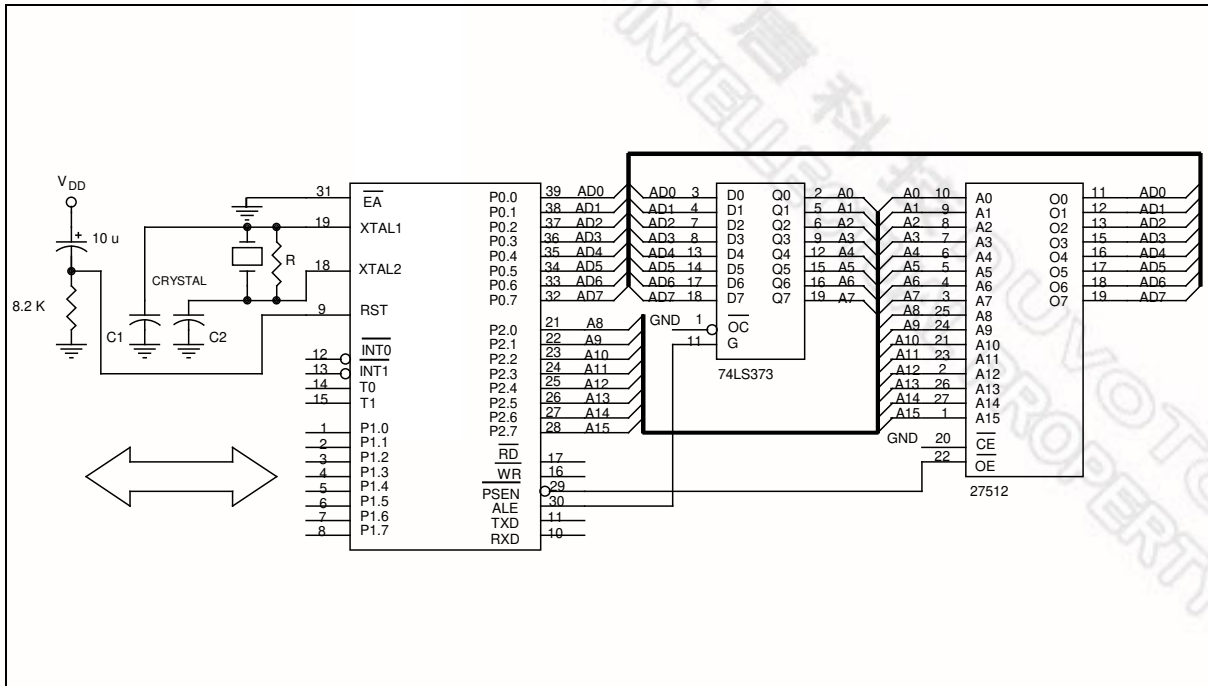 唐科技
INTELLECTUAL PROPERTY
VDD
+
10 u
8.2 K
CRYSTAL
R
C1
C2
31 EA
19 XTAL1
18 XTAL2
9 RST
12 INT0
13 INT1
14 T0
15 T1
1 P1.0
2 P1.1
3 P1.2
4 P1.3
5 P1.4
6 P1.5
7 P1.6
8 P1.7
P0.0 39 AD0
P0.1 38 AD1
P0.2 37 AD2
P0.3 36 AD3
P0.4 35 AD4
P0.5 34 AD5
P0.6 33 AD6
P0.7 32 AD7
P2.0 21 A8
P2.1 22 A9
P2.2 23 A10
P2.3 24 A11
P2.4 25 A12
P2.5 26 A13
P2.6 27 A14
P2.7 28 A15
RD 17
WR 16
PSEN 29
ALE 30
TXD 11
RXD 10
AD0 3 D0 Q0 2 A0
AD1 4 D1 Q1 5 A1
AD2 7 D2 Q2 6 A2
AD3 8 D3 Q3 9 A3
AD4 13 D4 Q4 12 A4
AD5 14 D5 Q5 15 A5
AD6 17 D6 Q6 16 A6
AD7 18 D7 Q7 19 A7
GND 1 OC
11 G
74LS373
A0 10 A0 O0 11 AD0
A1 9 A1 O1 12 AD1
A2 8 A2 O2 13 AD2
A3 7 A3 O3 15 AD3
A4 6 A4 O4 16 AD4
A5 5 A5 O5 17 AD5
A6 4 A6 O6 18 AD6
A7 3 A7 O7 19 AD7
A8 25 A8
A9 24 A9
A10 21 A10
A11 23 A11
A12 2 A12
A13 26 A13
A14 27 A14
A15 1 A15
GND 20 CE
22 OE
27512